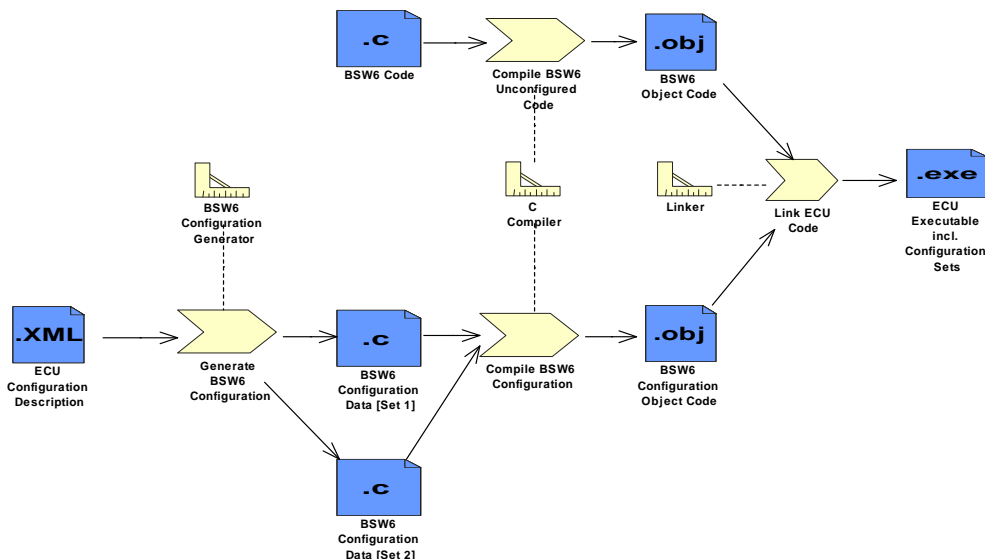 .c
BSW6 Code
Compile BSW6
Unconfigured
Code
.obj
BSW6
Object Code
BSW6
Configuration
Generator
C
Compiler
Linker
Link ECU
Code
.exe
ECU
Executable
incl.
Configuration
Sets
.XML
ECU
Configuration
Description
Generate
BSW6
Configuration
.c
BSW6
Configuration
Data [Set 1]
Compile BSW6
Configuration
.obj
BSW6
Configuration
Object Code
.c
BSW6
Configuration
Data [Set 2]